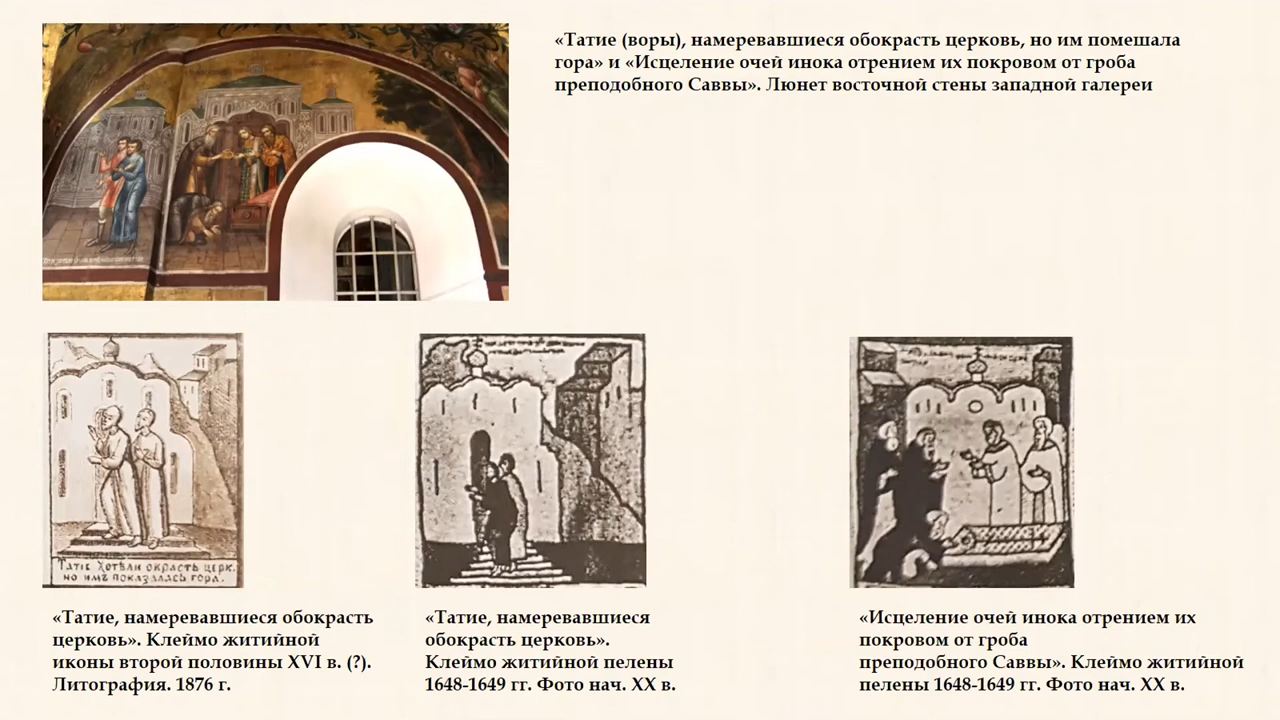 «Татие (воры), намеревавшиеся обокрасть церковь, но им помешала
гора» и «Исцеление очей инока отрением их покровом от гроба
преподобного Саввы». Люнет восточной стены западной галереи
Татіе хотѣли окрасть церк.
но имъ показалась гора.
«Татие, намеревавшиеся обокрасть
церковь». Клеймо житийной
иконы второй половины XVI в. (?).
Литография. 1876 г.
«Татие, намеревавшиеся
обокрасть церковь».
Клеймо житийной пелены
1648-1649 гг. Фото нач. XX в.
«Исцеление очей инока отрением их
покровом от гроба
преподобного Саввы». Клеймо житийной
пелены 1648-1649 гг. Фото нач. XX в.